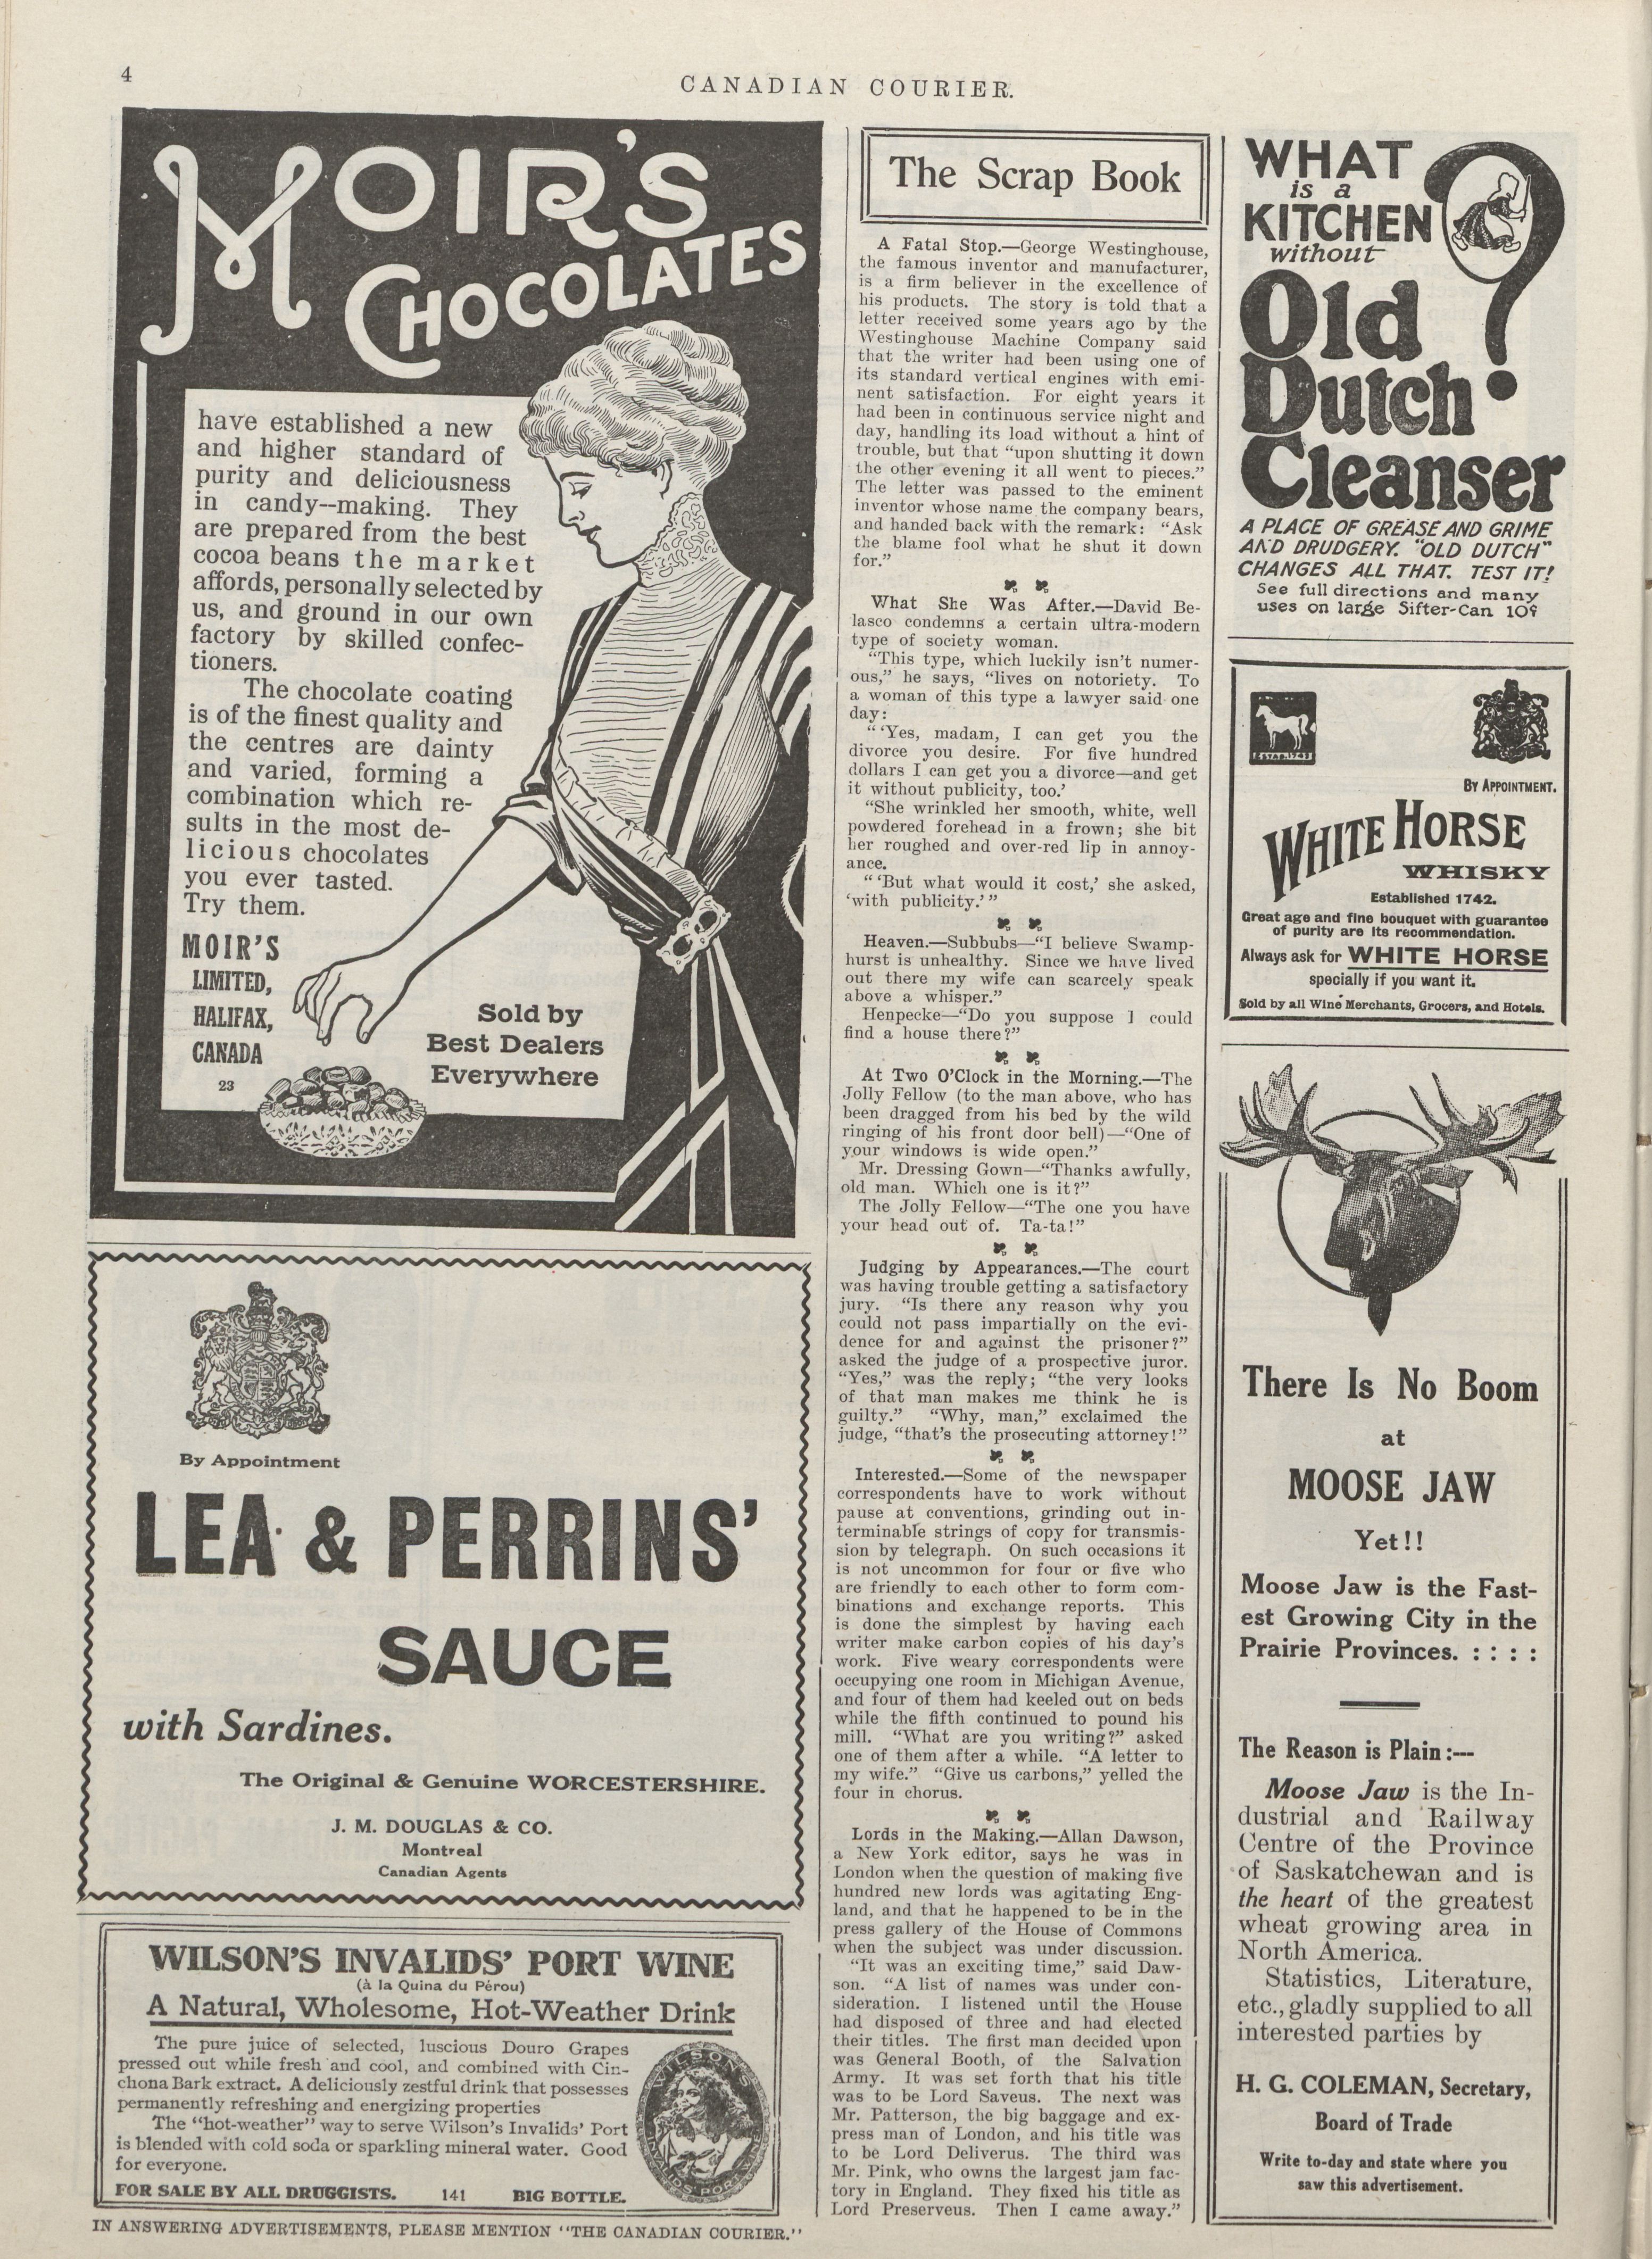 4
CANADIAN COURIER.
MOIR'S
CHOCOLATES
have established a new
and higher standard of
purity and deliciousness
in candy--making. They
are prepared from the best
cocoa beans the market
affords, personally selected by
us, and ground in our own
factory by skilled confec-
tioners.
The chocolate coating
is of the finest quality and
the centres are dainty
and varied, forming a
combination which re-
sults in the most de-
licious chocolates
you ever tasted.
Try them.
MOIR'S
LIMITED,
HALIFAX,
CANADA
23
Sold by
Best Dealers
Everywhere
By Appointment
LEA & PERRINS'
SAUCE
with Sardines.
The Original & Genuine WORCESTERSHIRE.
J. M. DOUGLAS & CO.
Montreal
Canadian Agents
WILSON'S INVALIDS' PORT WINE
(à la Quina du Pérou)
A Natural, Wholesome, Hot-Weather Drink
The pure juice of selected, luscious Douro Grapes
pressed out while fresh and cool, and combined with Cin-
chona Bark extract. A deliciously zestful drink that possesses
permanently refreshing and energizing properties
The "hot-weather" way to serve Wilson's Invalids' Port
is blended with cold soda or sparkling mineral water. Good
for everyone.
FOR SALE BY ALL DRUGGISTS. 141 BIG BOTTLE.
IN ANSWERING ADVERTISEMENTS, PLEASE MENTION "THE CANADIAN COURIER."
The Scrap Book
A Fatal Stop.—George Westinghouse,
the famous inventor and manufacturer,
is a firm believer in the excellence of
his products. The story is told that a
letter received some years ago by the
Westinghouse Machine Company said
that the writer had been using one of
its standard vertical engines with emi-
nent satisfaction. For eight years it
had been in continuous service night and
day, handling its load without a hint of
trouble, but that "upon shutting it down
the other evening it all went to pieces."
The letter was passed to the eminent
inventor whose name the company bears,
and handed back with the remark: "Ask
the blame fool what he shut it down
for."
What She Was After.—David Be-
lasco condemns a certain ultra-modern
type of society woman.
"This type, which luckily isn't numer-
ous," he says, "lives on notoriety. To
a woman of this type a lawyer said one
day:
"'Yes, madam, I can get you the
divorce you desire. For five hundred
dollars I can get you a divorce—and get
it without publicity, too.'
"She wrinkled her smooth, white, well
powdered forehead in a frown; she bit
her roughed and over-red lip in annoy-
ance.
"'But what would it cost,' she asked,
'with publicity.'"
Heaven.—Subbubs—"I believe Swamp-
hurst is unhealthy. Since we have lived
out there my wife can scarcely speak
above a whisper."
Henpecke—"Do you suppose I could
find a house there?"
At Two O'Clock in the Morning.—The
Jolly Fellow (to the man above, who has
been dragged from his bed by the wild
ringing of his front door bell)—"One of
your windows is wide open."
Mr. Dressing Gown—"Thanks awfully,
old man. Which one is it?"
The Jolly Fellow—"The one you have
your head out of. Ta-ta!"
Judging by Appearances.—The court
was having trouble getting a satisfactory
jury. "Is there any reason why you
could not pass impartially on the evi-
dence for and against the prisoner?"
asked the judge of a prospective juror.
"Yes," was the reply; "the very looks
of that man makes me think he is
guilty." "Why, man," exclaimed the
judge, "that's the prosecuting attorney!"
Interested.—Some of the newspaper
correspondents have to work without
pause at conventions, grinding out in-
terminable strings of copy for transmis-
sion by telegraph. On such occasions it
is not uncommon for four or five who
are friendly to each other to form com-
binations and exchange reports. This
is done the simplest by having each
writer make carbon copies of his day's
work. Five weary correspondents were
occupying one room in Michigan Avenue,
and four of them had keeled out on beds
while the fifth continued to pound his
mill. "What are you writing?" asked
one of them after a while. "A letter to
my wife." "Give us carbons," yelled the
four in chorus.
Lords in the Making.—Allan Dawson,
a New York editor, says he was in
London when the question of making five
hundred new lords was agitating Eng-
land, and that he happened to be in the
press gallery of the House of Commons
when the subject was under discussion.
"It was an exciting time," said Daw-
son. "A list of names was under con-
sideration. I listened until the House
had disposed of three and had elected
their titles. The first man decided upon
was General Booth, of the Salvation
Army. It was set forth that his title
was to be Lord Saveus. The next was
Mr. Patterson, the big baggage and ex-
press man of London, and his title was
to be Lord Deliverus. The third was
Mr. Pink, who owns the largest jam fac-
tory in England. They fixed his title as
Lord Preserveus. Then I came away."
WHAT
is a
KITCHEN
without
Old
Dutch
Cleanser
?
A PLACE OF GREASE AND GRIME
AND DRUDGERY. "OLD DUTCH"
CHANGES ALL THAT. TEST IT!
See full directions and many
uses on large Sifter-Can 10¢
ESTAB. 1742
BY APPOINTMENT.
WHITE HORSE
WHISKY
Established 1742.
Great age and fine bouquet with guarantee
of purity are its recommendation.
Always ask for WHITE HORSE
specially if you want it.
Sold by all Wine Merchants, Grocers, and Hotels.
There Is No Boom
at
MOOSE JAW
Yet!!
Moose Jaw is the Fast-
est Growing City in the
Prairie Provinces. : : : :
The Reason is Plain:---
Moose Jaw is the In-
dustrial and Railway
Centre of the Province
of Saskatchewan and is
the heart of the greatest
wheat growing area in
North America.
Statistics, Literature,
etc., gladly supplied to all
interested parties by
H. G. COLEMAN, Secretary,
Board of Trade
Write to-day and state where you
saw this advertisement.